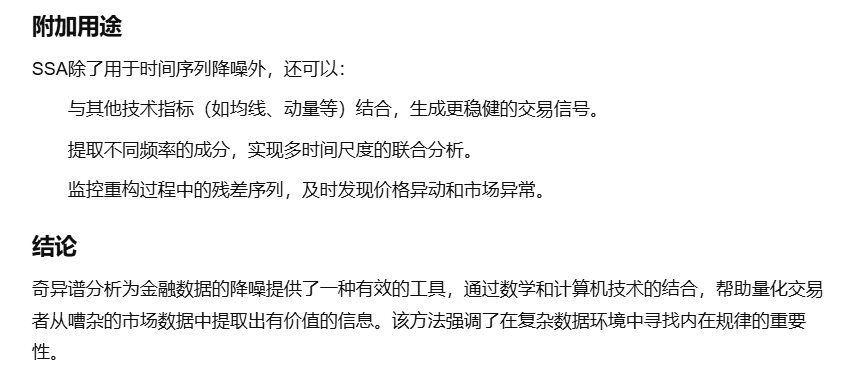 附加用途
SSA除了用于时间序列降噪外，还可以：
与其他技术指标（如均线、动量等）结合，生成更稳健的交易信号。
提取不同频率的成分，实现多时间尺度的联合分析。
监控重构过程中的残差序列，及时发现价格异动和市场异常。
结论
奇异谱分析为金融数据的降噪提供了一种有效的工具，通过数学和计算机技术的结合，帮助量化交易
者从嘈杂的市场数据中提取出有价值的信息。该方法强调了在复杂数据环境中寻找内在规律的重要
性。